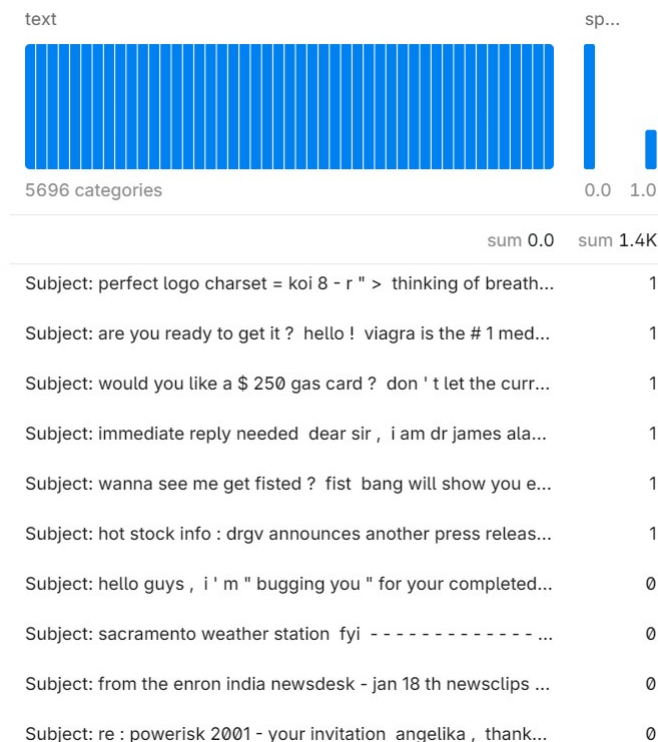 text sp...
5696 categories 0.0 1.0
sum 0.0 sum 1.4K
Subject: perfect logo charset = koi 8 - r " > thinking of breath... 1
Subject: are you ready to get it ? hello ! viagra is the # 1 med... 1
Subject: would you like a $ 250 gas card ? don ' t let the curr... 1
Subject: immediate reply needed dear sir , i am dr james ala... 1
Subject: wanna see me get fisted ? fist bang will show you e... 1
Subject: hot stock info : drgv announces another press releas... 1
Subject: hello guys , i ' m " bugging you " for your completed... 0
Subject: sacramento weather station fyi - - - - - - - - - - - - - ... 0
Subject: from the enron india newsdesk - jan 18 th newsclips ... 0
Subject: re : powerisk 2001 - your invitation angelika , thank... 0